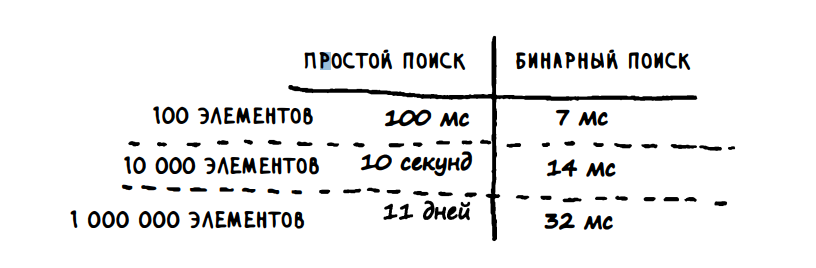 ПРОСТОЙ ПОИСК БИНАРНЫЙ ПОИСК
100 ЭЛЕМЕНТОВ 100 мс 7 мс
10 000 ЭЛЕМЕНТОВ 10 секунд 14 мс
1 000 000 ЭЛЕМЕНТОВ 11 дней 32 мс